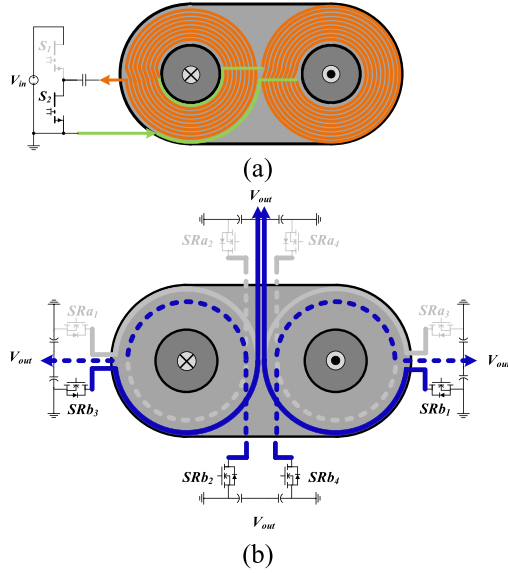 S1
Vin
S2
(a)
Vout
SRa2
SRa4
SRa1
SRa3
Vout
Vout
SRb3
SRb1
SRb2
SRb4
Vout
(b)